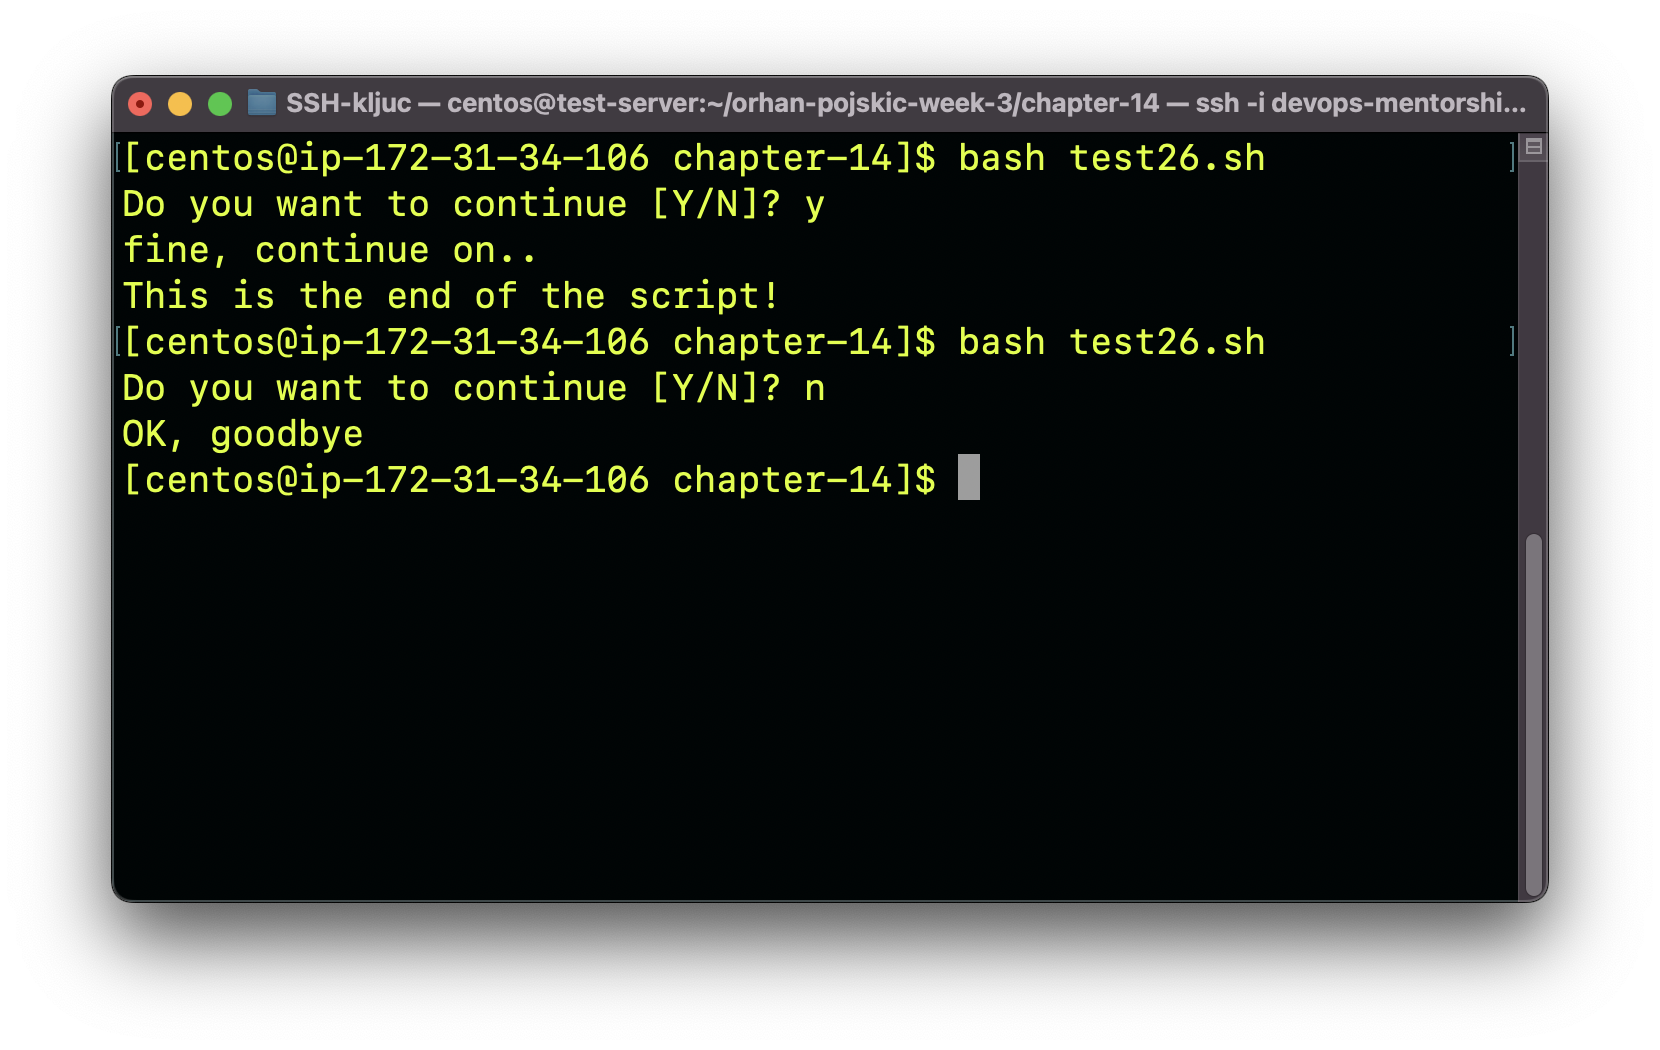 SSH-kljuc — centos@test-server:~/orhan-pojskic-week-3/chapter-14 — ssh -i devops-mentorshi...
[centos@ip-172-31-34-106 chapter-14]$ bash test26.sh
Do you want to continue [Y/N]? y
fine, continue on..
This is the end of the script!
[centos@ip-172-31-34-106 chapter-14]$ bash test26.sh
Do you want to continue [Y/N]? n
OK, goodbye
[centos@ip-172-31-34-106 chapter-14]$